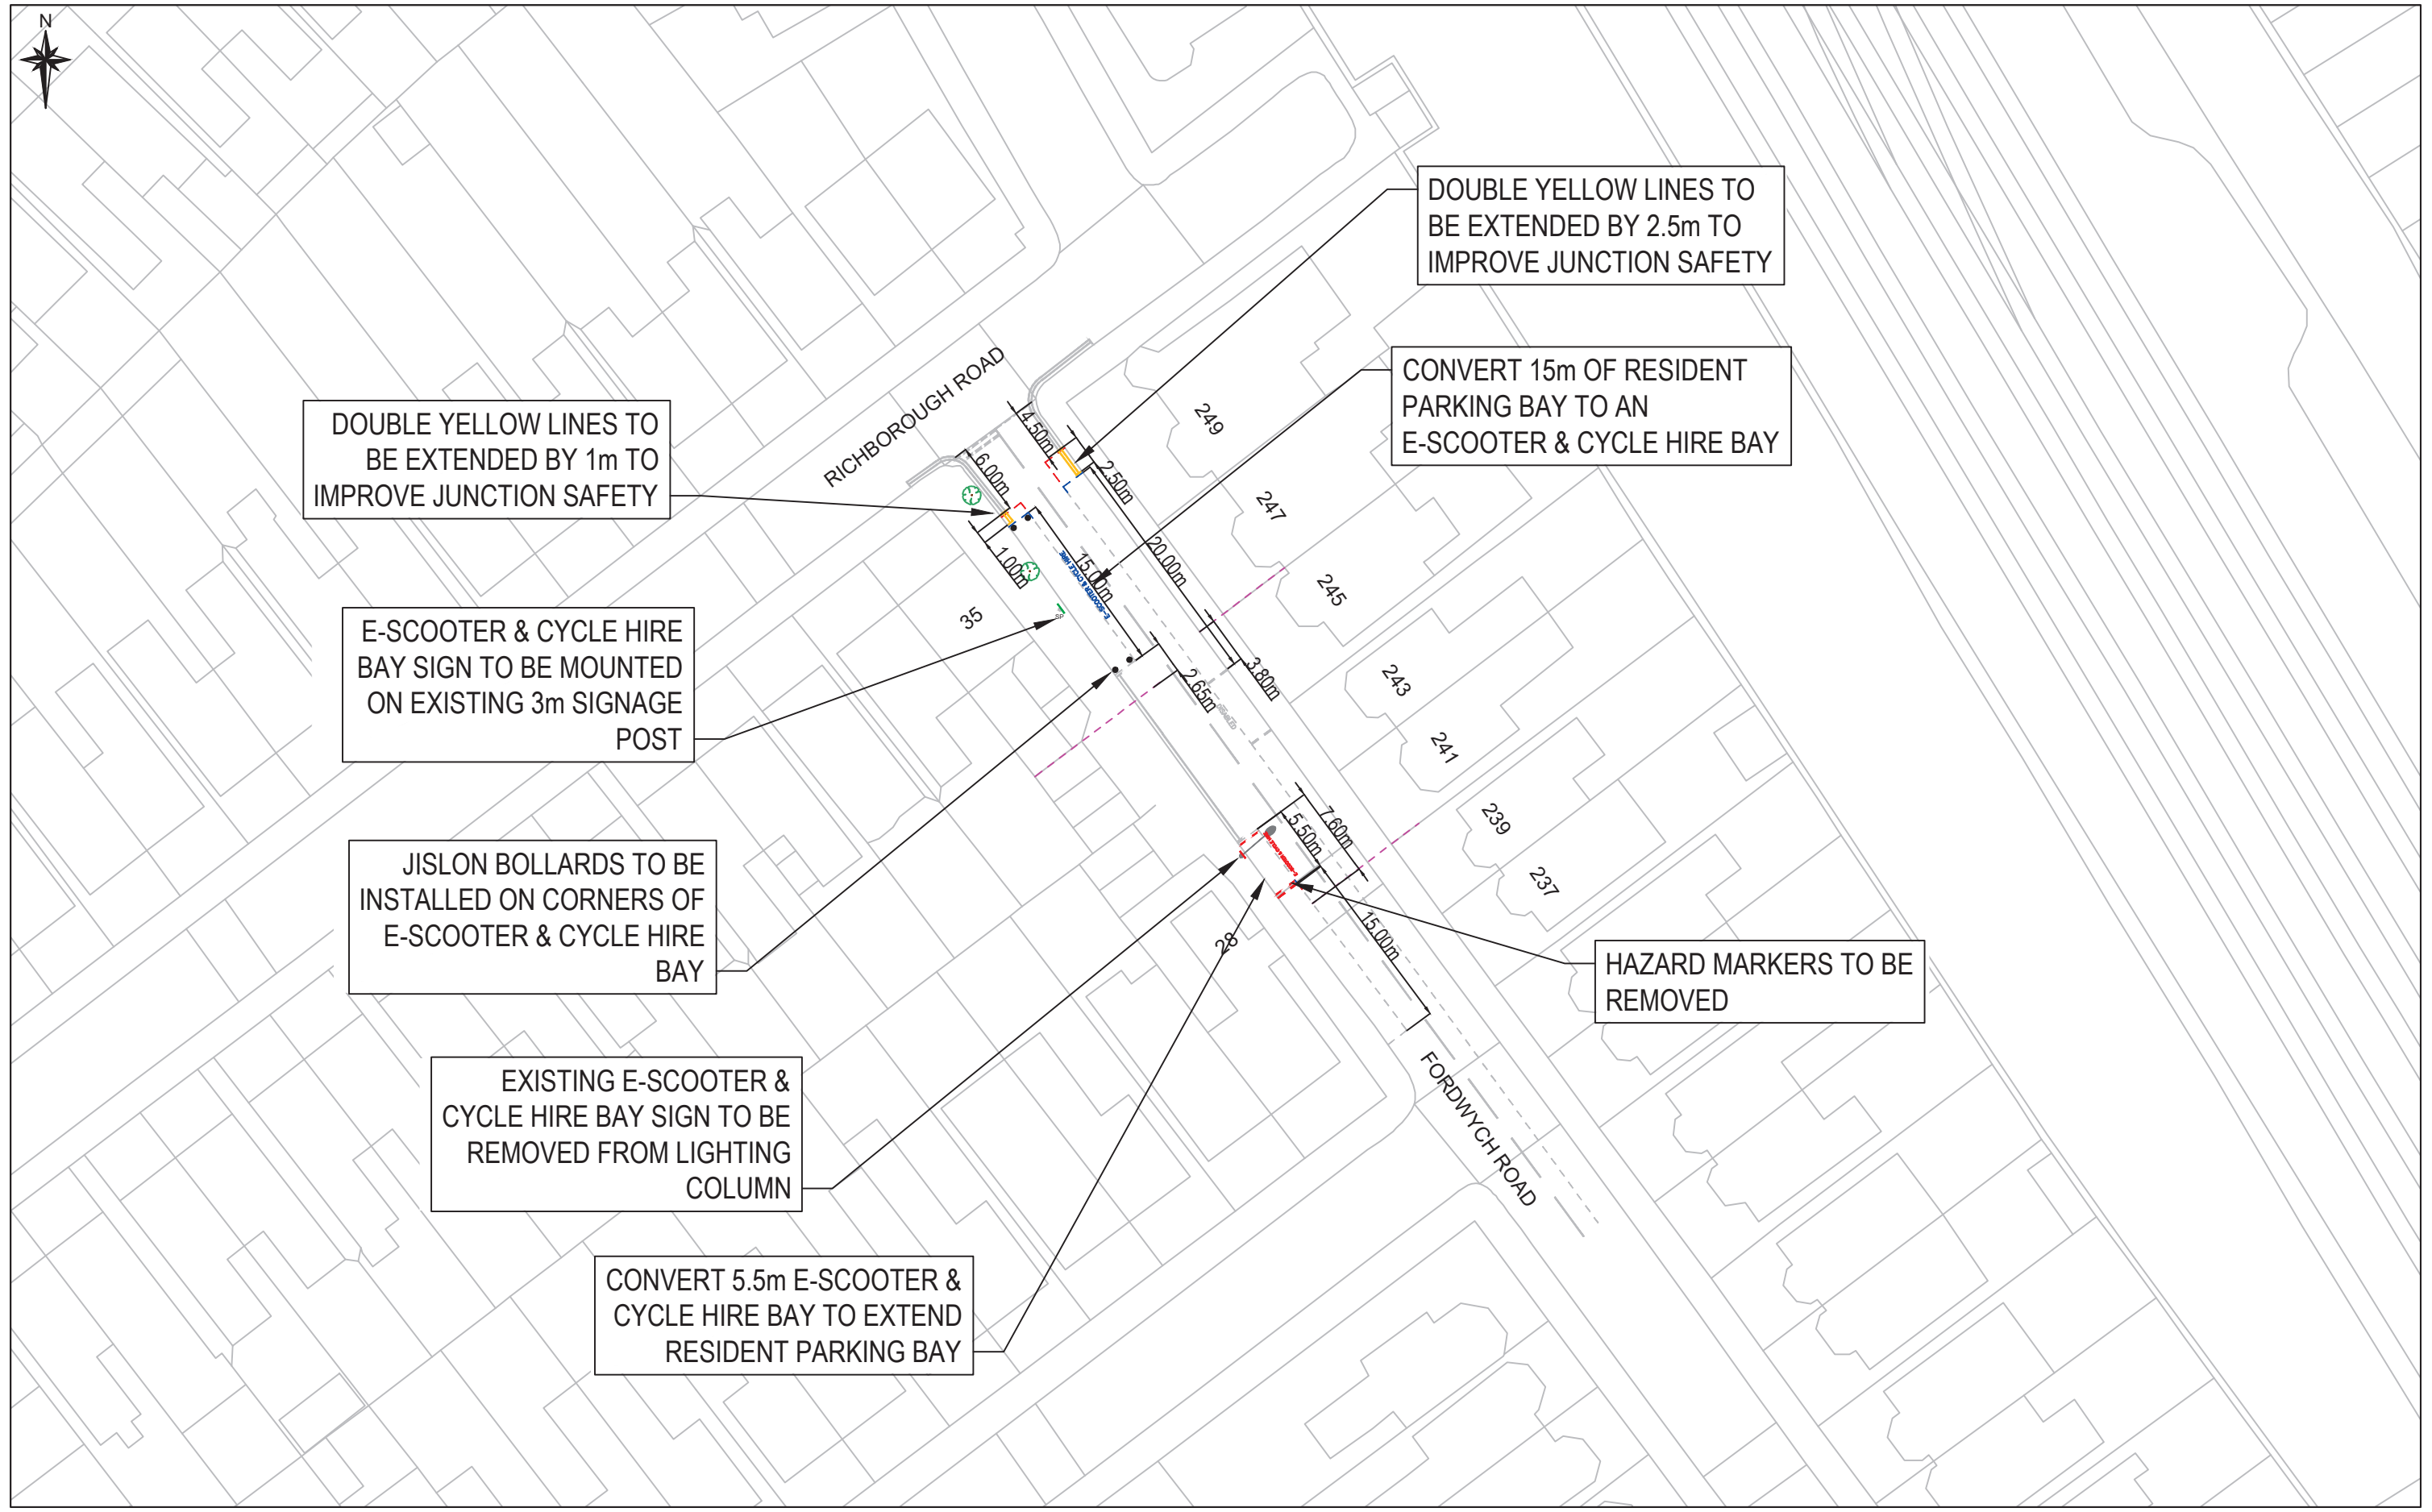 N
DOUBLE YELLOW LINES TO
BE EXTENDED BY 2.5m TO
IMPROVE JUNCTION SAFETY
CONVERT 15m OF RESIDENT
PARKING BAY TO AN
E-SCOOTER & CYCLE HIRE BAY
DOUBLE YELLOW LINES TO
BE EXTENDED BY 1m TO
IMPROVE JUNCTION SAFETY
RICHBOROUGH ROAD
4.50m
6.00m
2.50m
249
247
20.00m
15.00m
1.00m
E-SCOOTER & CYCLE HIRE
245
35
SP
E-SCOOTER & CYCLE HIRE
BAY SIGN TO BE MOUNTED
ON EXISTING 3m SIGNAGE
POST
243
3.80m
2.65m
241
239
7.60m
5.50m
237
JISLON BOLLARDS TO BE
INSTALLED ON CORNERS OF
E-SCOOTER & CYCLE HIRE
BAY
28
15.00m
HAZARD MARKERS TO BE
REMOVED
EXISTING E-SCOOTER &
CYCLE HIRE BAY SIGN TO BE
REMOVED FROM LIGHTING
COLUMN
FORDWYCH ROAD
CONVERT 5.5m E-SCOOTER &
CYCLE HIRE BAY TO EXTEND
RESIDENT PARKING BAY